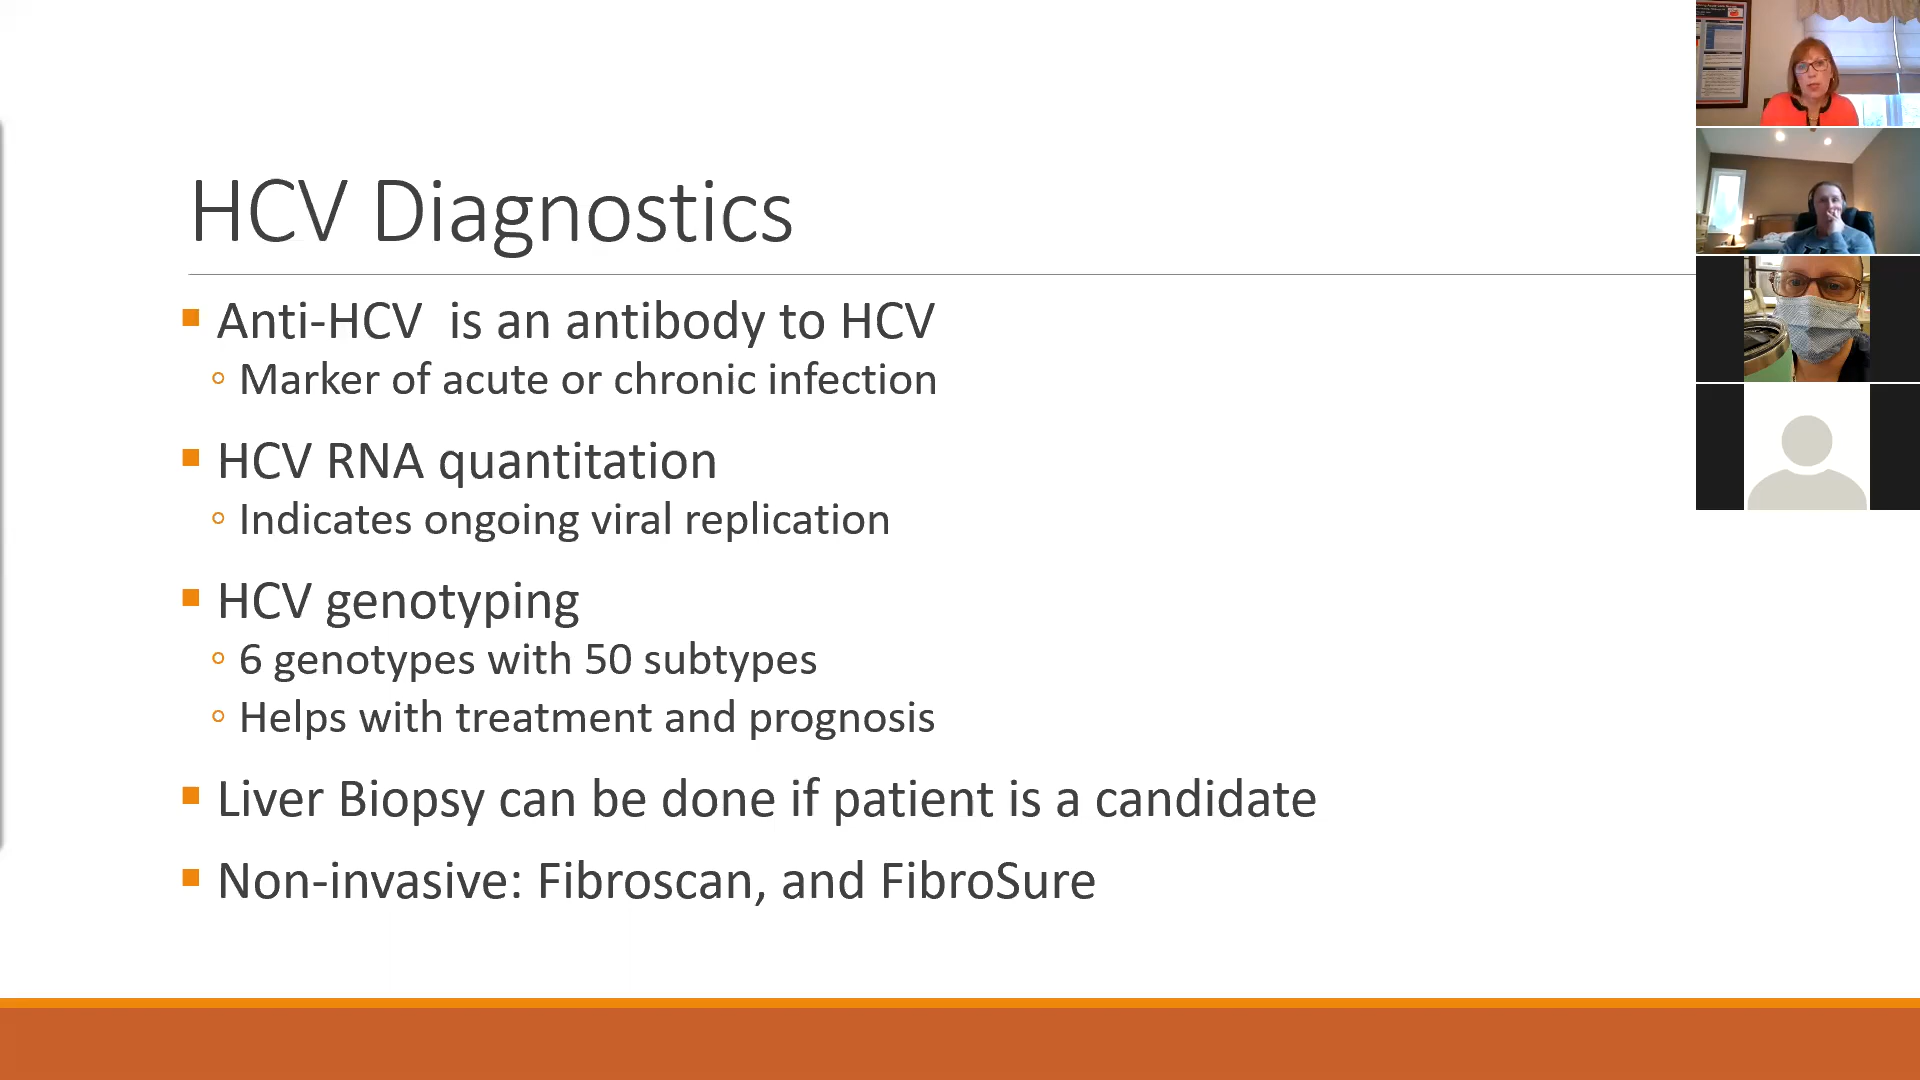 HCV Diagnostics
Anti-HCV is an antibody to HCV
Marker of acute or chronic infection
HCV RNA quantitation
Indicates ongoing viral replication
HCV genotyping
6 genotypes with 50 subtypes
Helps with treatment and prognosis
Liver Biopsy can be done if patient is a candidate
Non-invasive: Fibroscan, and FibroSure